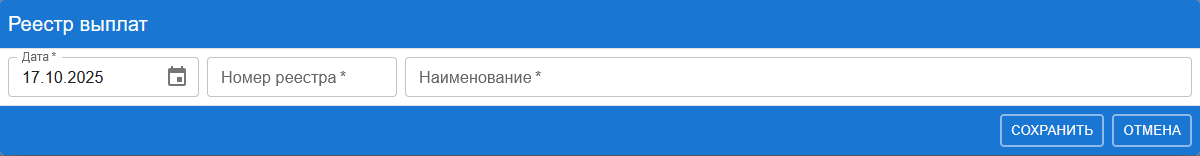 Реестр выплат
Дата *
17.10.2025
Номер реестра *
Наименование *
СОХРАНИТЬ
ОТМЕНА